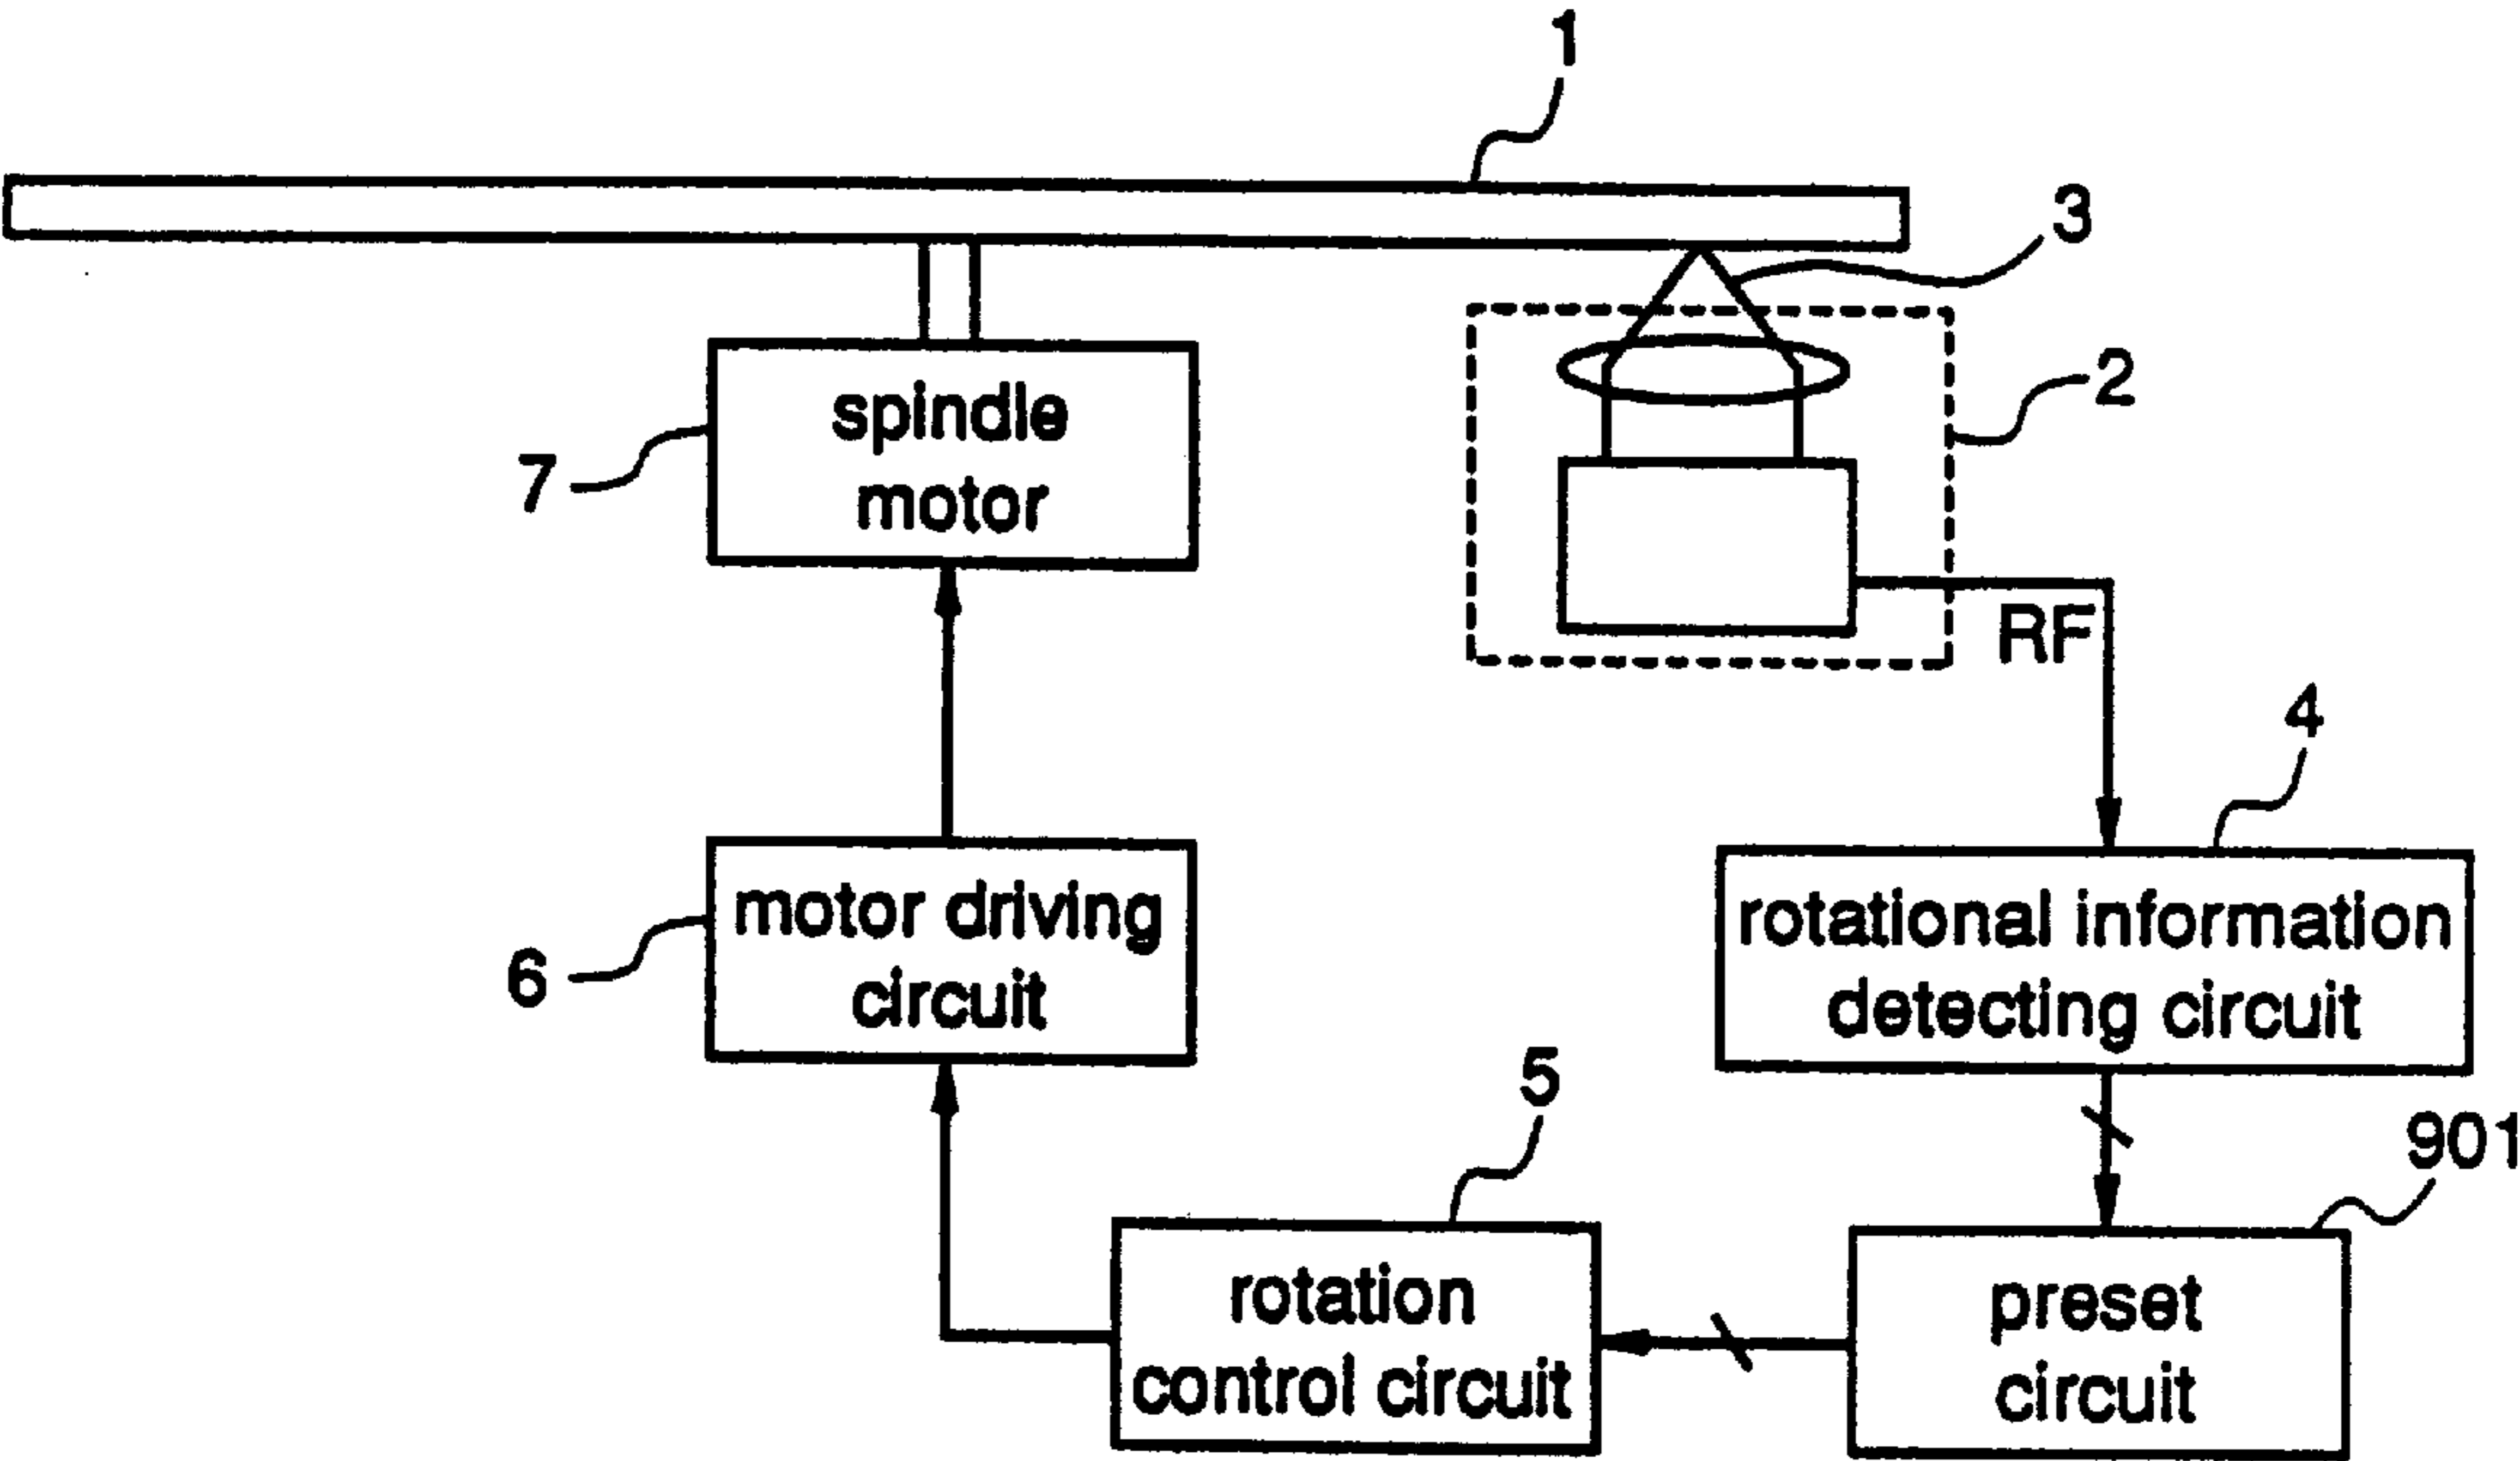 1
3
2
spindle
motor
7
RF
4
motor driving
circuit
6
rotational information
detecting circuit
5
901
rotation
control circuit
preset
circuit